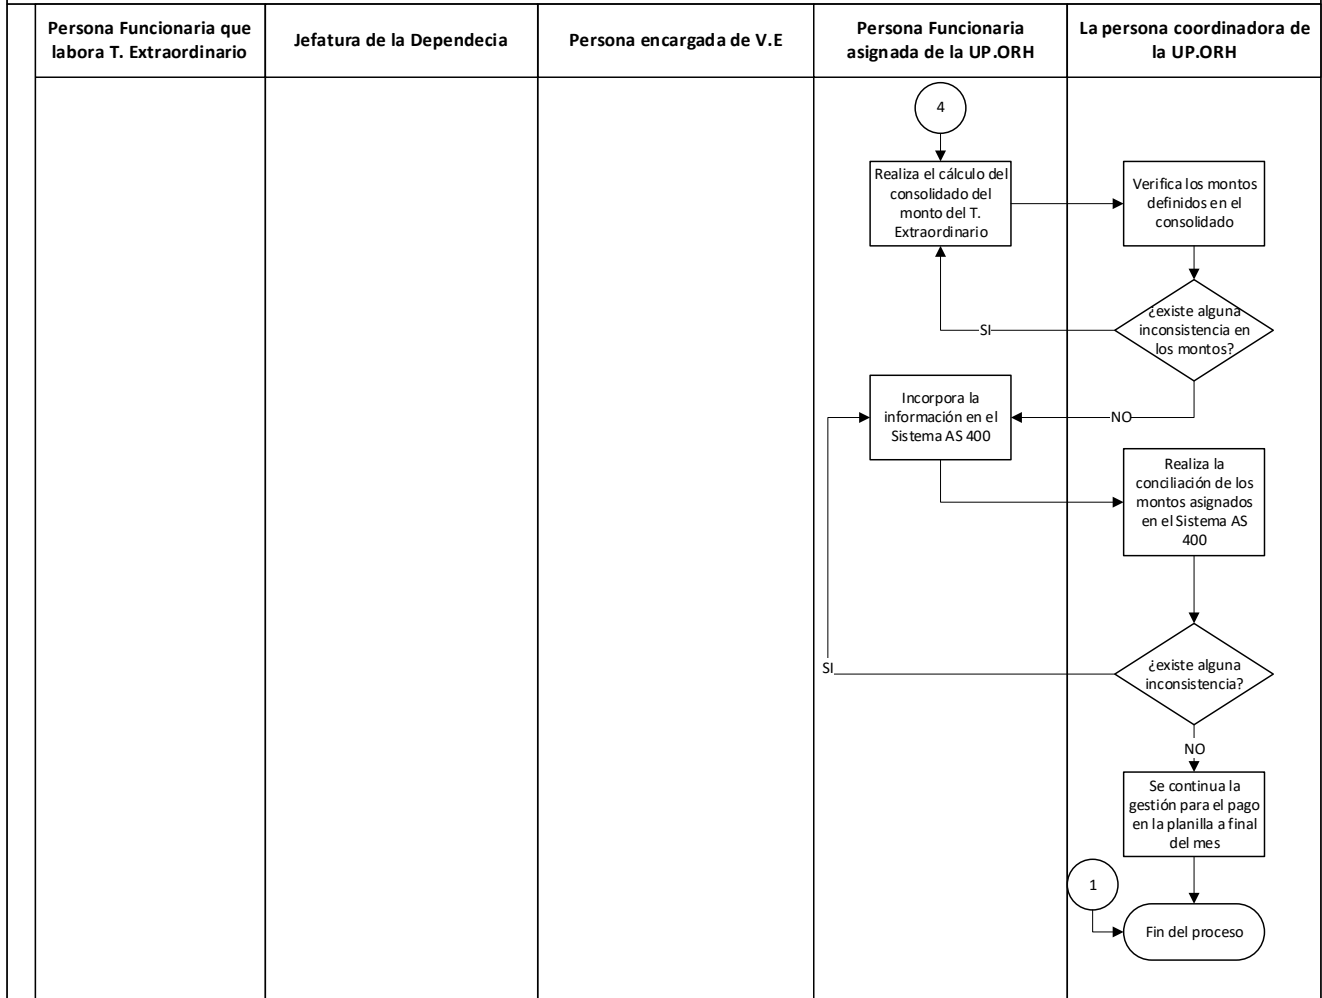 Persona Funcionaria que
labora T. Extraordinario
Jefatura de la Dependecia
Persona encargada de V.E
Persona Funcionaria
asignada de la UP.ORH
La persona coordinadora de
la UP.ORH
4
Realiza el cálculo del
consolidado del
monto del T.
Extraordinario
Verifica los montos
definidos en el
consolidado
¿existe alguna
inconsistencia en
los montos?
SI
Incorpora la
información en el
Sistema AS 400
NO
Realiza la
conciliación de los
montos asignados
en el Sistema AS
400
¿existe alguna
inconsistencia?
SI
NO
Se continua la
gestión para el pago
en la planilla a final
del mes
1
Fin del proceso